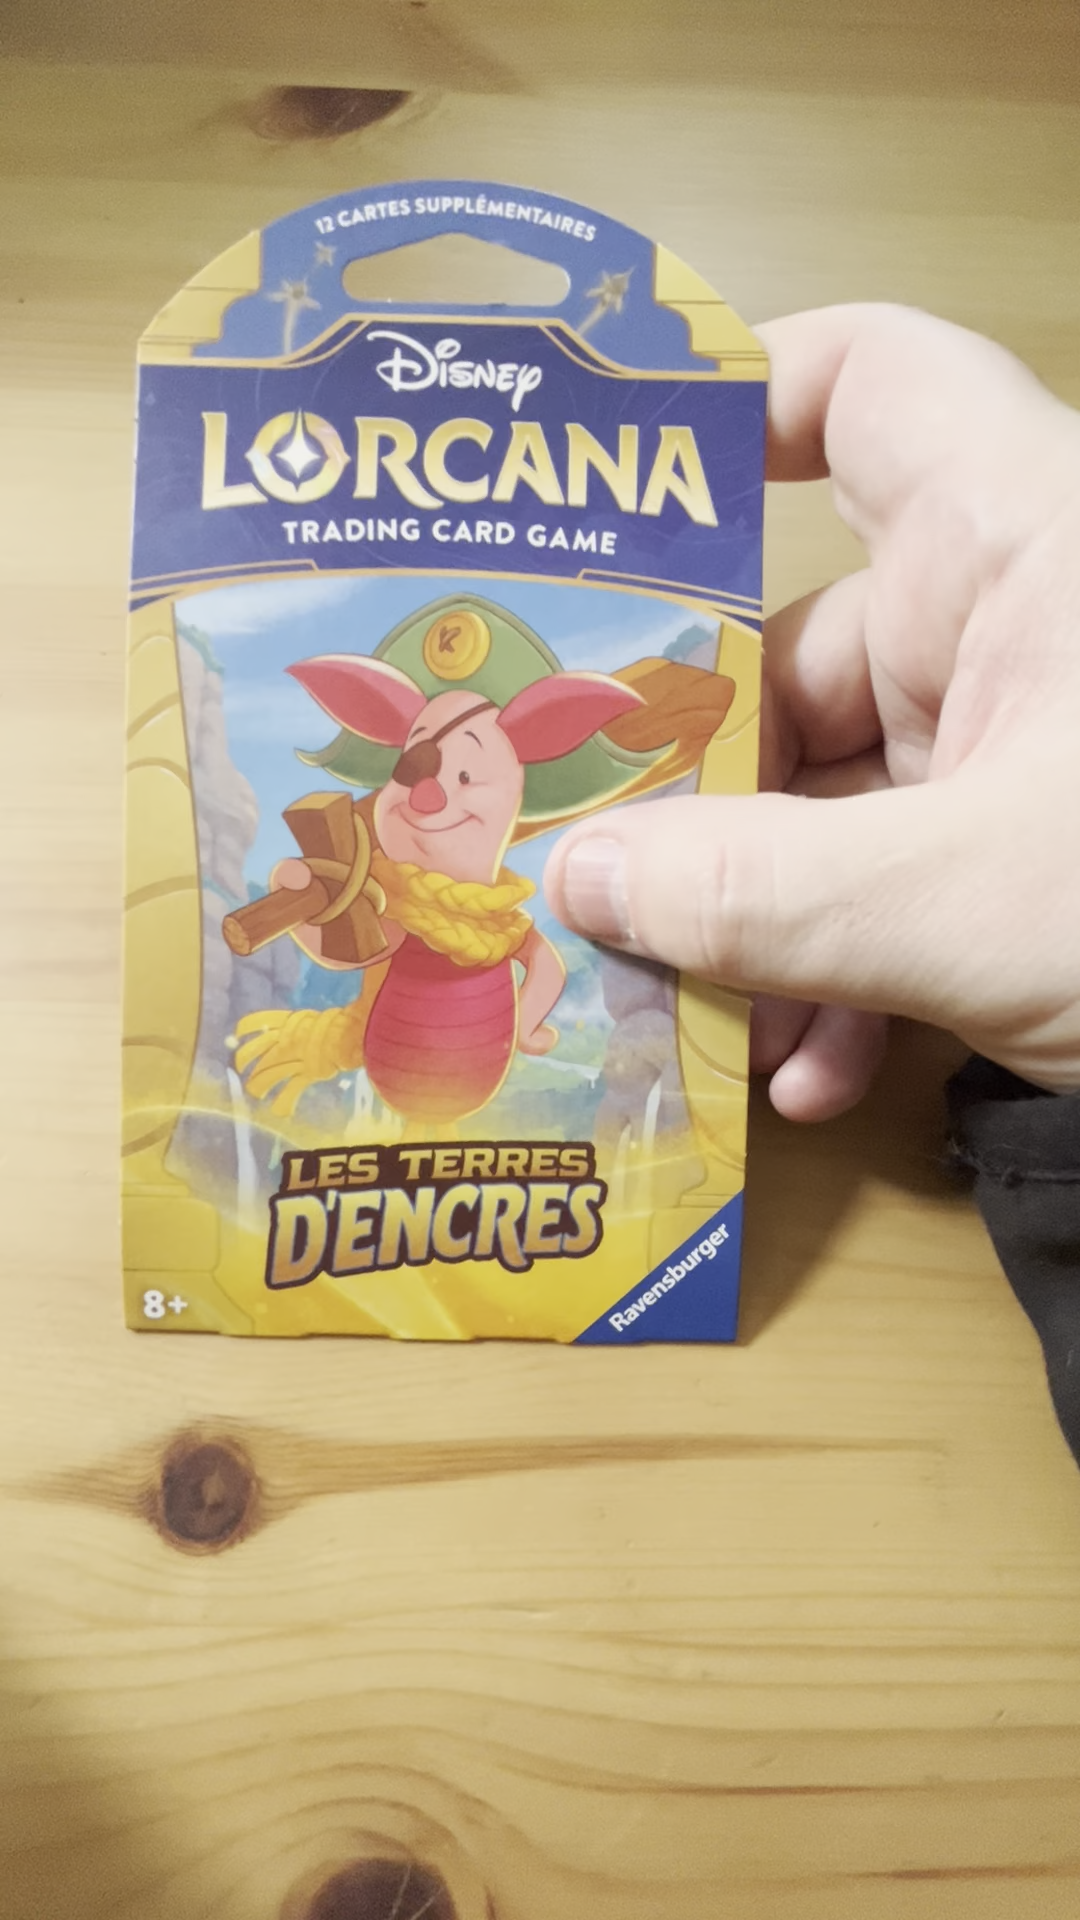 12 CARTES SUPPLÉMENTAIRES
Disney
LORCANA
TRADING CARD GAME
LES TERRES
D'ENCRES
8+
Ravensburger